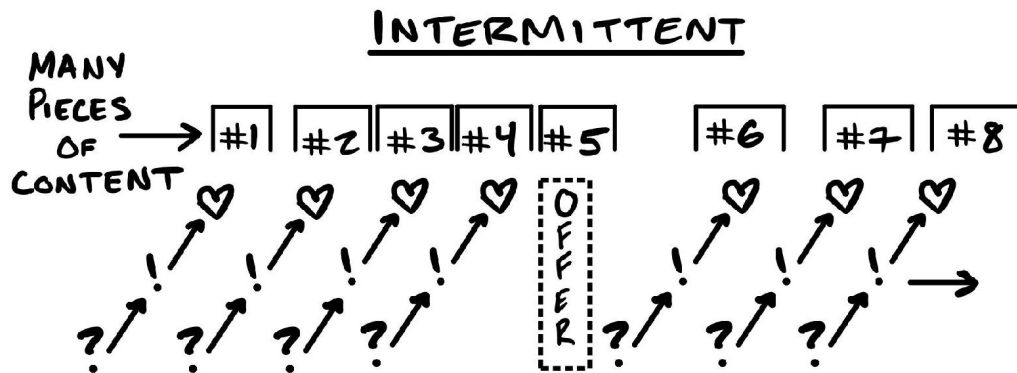 INTERMITTENT
MANY
PIECES
OF
CONTENT
#1 #2 #3 #4 #5 #6 #7 #8
OFFER
! ! ! ! ! ! !
? ? ? ? ? ? ?